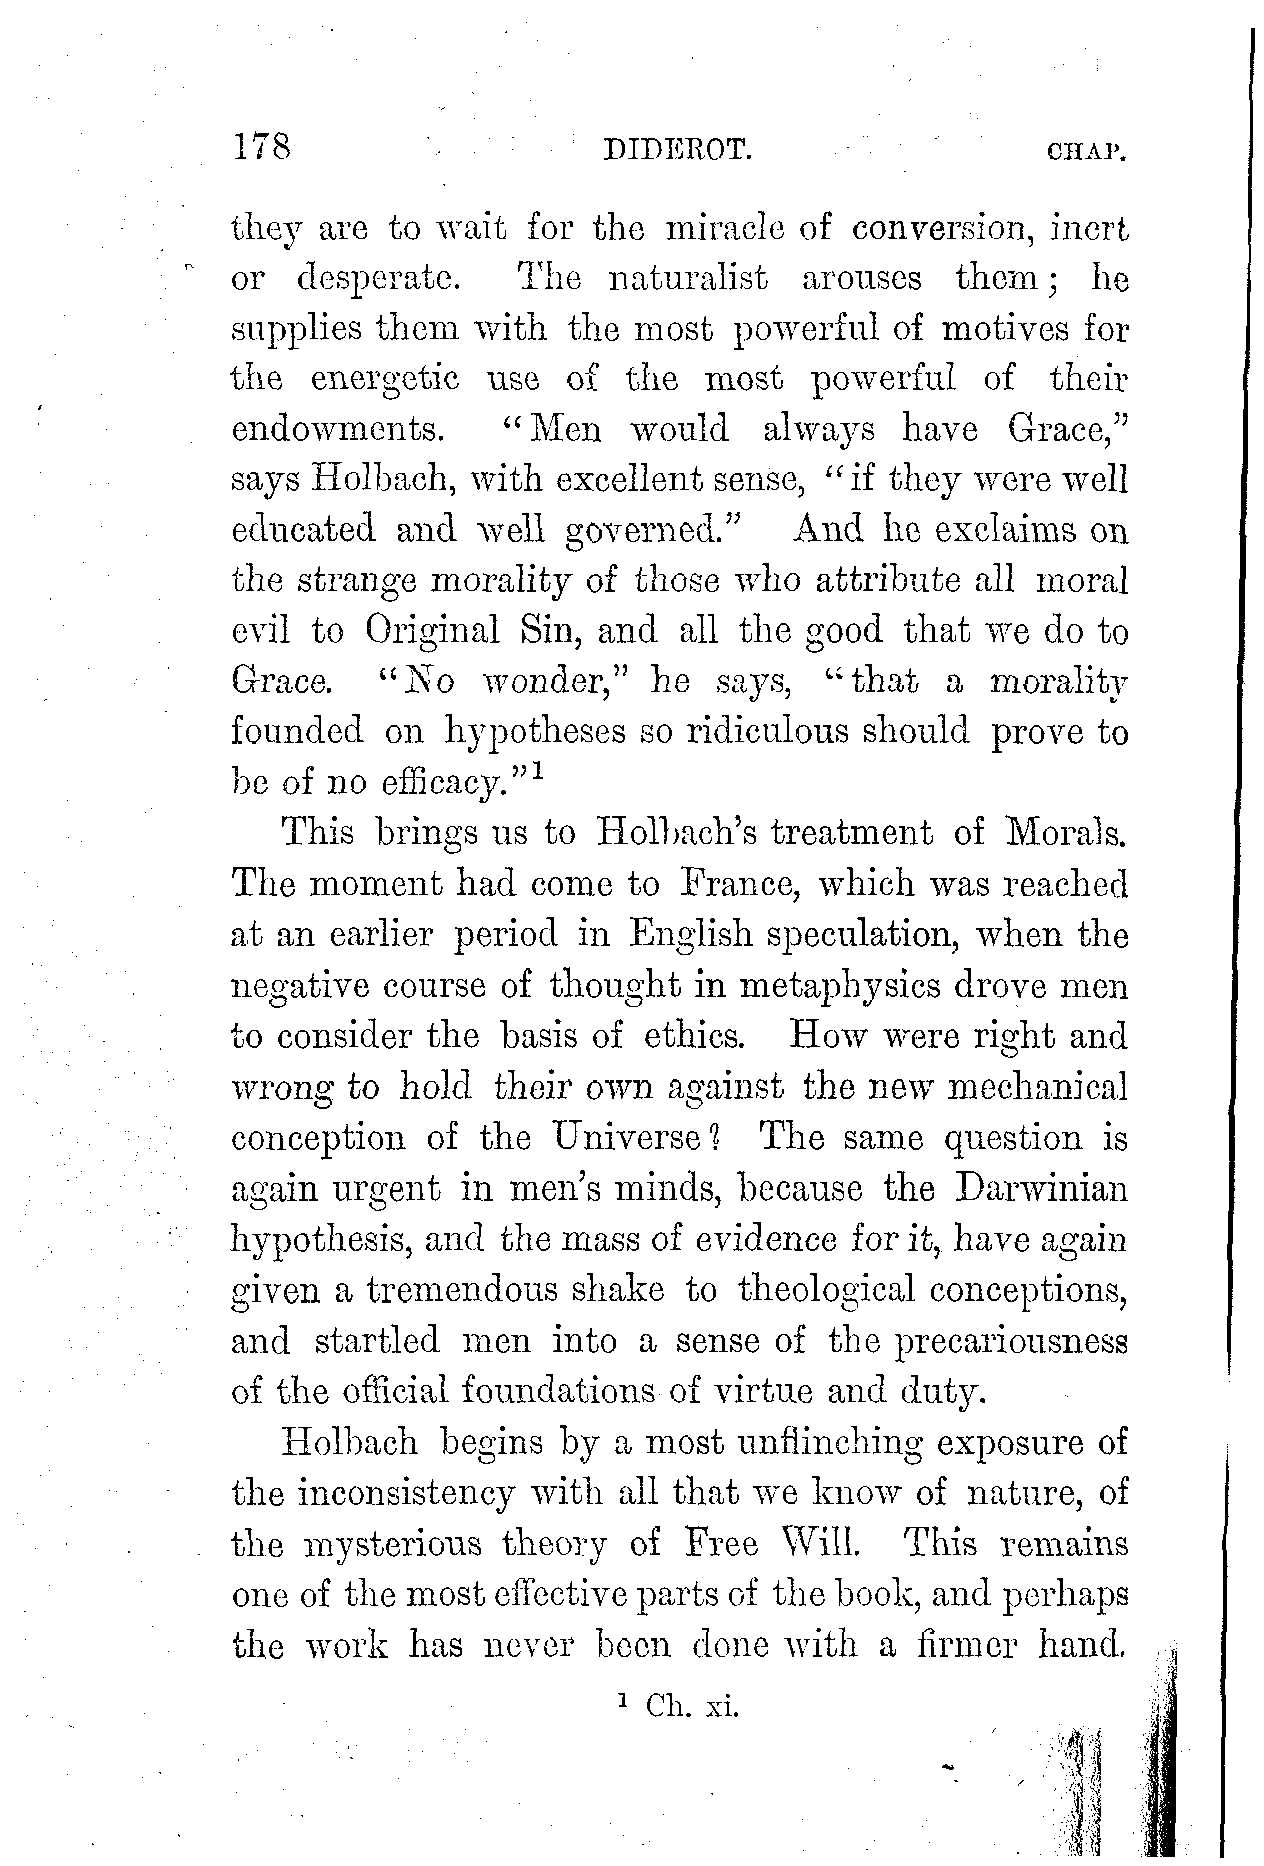 178 DIDEROT. CHAP.
they are to wait for the miracle of conversion, inert
or desperate. The naturalist arouses them; he
supplies them with the most powerful of motives for
the energetic use of the most powerful of their
endowments. "Men would always have Grace,"
says Holbach, with excellent sense, "if they were well
educated and well governed." And he exclaims on
the strange morality of those who attribute all moral
evil to Original Sin, and all the good that we do to
Grace. "No wonder," he says, "that a morality
founded on hypotheses so ridiculous should prove to
be of no efficacy."1
This brings us to Holbach's treatment of Morals.
The moment had come to France, which was reached
at an earlier period in English speculation, when the
negative course of thought in metaphysics drove men
to consider the basis of ethics. How were right and
wrong to hold their own against the new mechanical
conception of the Universe? The same question is
again urgent in men's minds, because the Darwinian
hypothesis, and the mass of evidence for it, have again
given a tremendous shake to theological conceptions,
and startled men into a sense of the precariousness
of the official foundations of virtue and duty.
Holbach begins by a most unflinching exposure of
the inconsistency with all that we know of nature, of
the mysterious theory of Free Will. This remains
one of the most effective parts of the book, and perhaps
the work has never been done with a firmer hand.
1 Ch. xi.